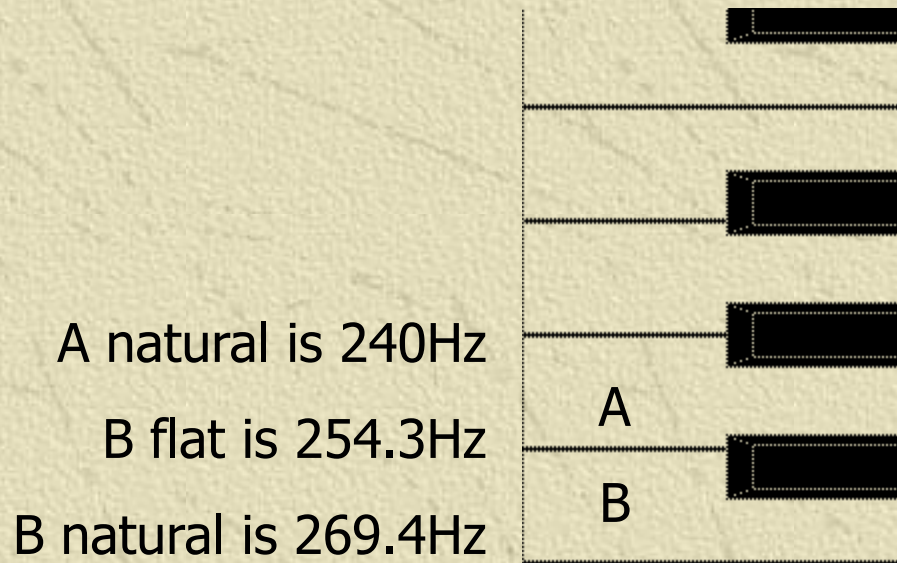 A natural is 240Hz
A
B flat is 254.3Hz
B
B natural is 269.4Hz